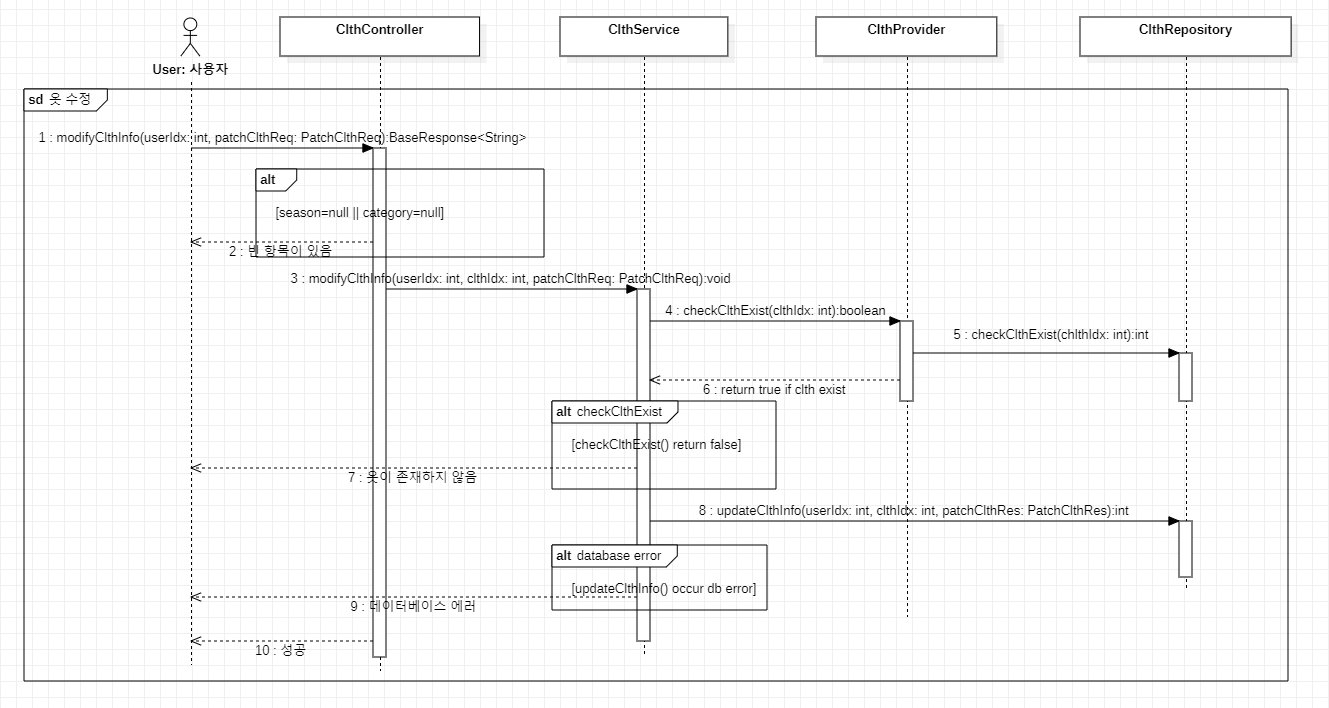 ClthController
ClthService
ClthProvider
ClthRepository
User: 사용자
sd 옷 수정
1 : modifyClthInfo(userIdx: int, patchClthReq: PatchClthReq):BaseResponse<String>
alt
[season=null || category=null]
2 : 빈 항목이 있음
3 : modifyClthInfo(userIdx: int, clthIdx: int, patchClthReq: PatchClthReq):void
4 : checkClthExist(clthIdx: int):boolean
5 : checkClthExist(chlthIdx: int):int
6 : return true if clth exist
alt checkClthExist
[checkClthExist() return false]
7 : 옷이 존재하지 않음
8 : updateClthInfo(userIdx: int, clthIdx: int, patchClthRes: PatchClthRes):int
alt database error
[updateClthInfo() occur db error]
9 : 데이터베이스 에러
10 : 성공